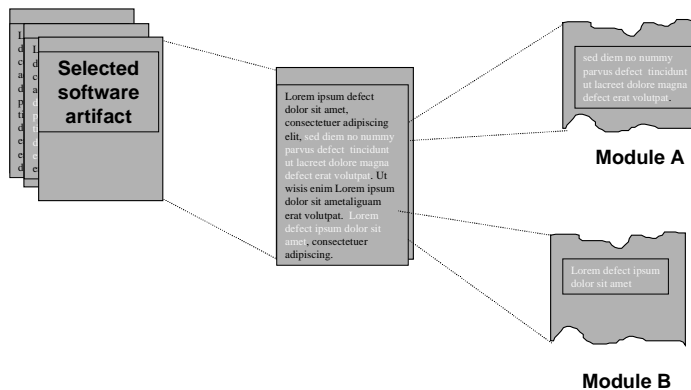 Selected
software
artifact
Lorem ipsum defect
dolor sit amet,
consectetuer adipiscing
elit, sed diem no nummy
parvus defect tincidunt
ut lacreet dolore magna
defect erat volutpat. Ut
wisis enim Lorem ipsum
dolor sit ametaliguam
erat volutpat. Lorem
defect ipsum dolor sit
amet, consectetuer
adipiscing.
sed diem no nummy
parvus defect tincidunt
ut lacreet dolore magna
defect erat volutpat.
Module A
Lorem defect ipsum
dolor sit amet
Module B